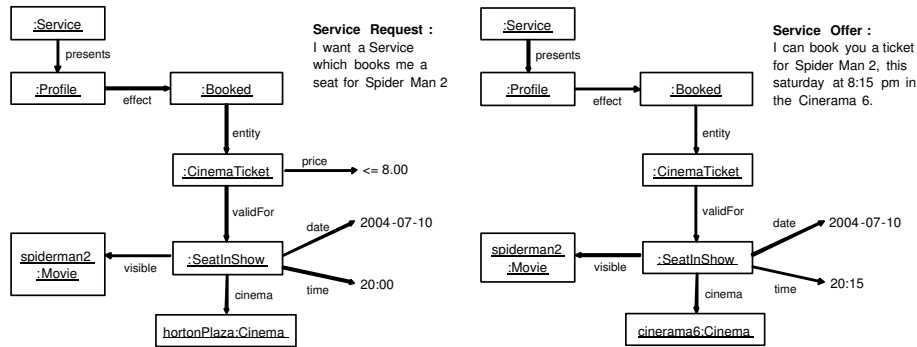 :Service
presents
:Profile
effect
:Booked
entity
:CinemaTicket
price
<= 8.00
validFor
date
2004-07-10
spiderman2
:Movie
visible
:SeatInShow
time
20:00
cinema
hortonPlaza:Cinema
Service Request :
I want a Service
which books me a
seat for Spider Man 2
:Service
presents
:Profile
effect
:Booked
entity
:CinemaTicket
validFor
date
2004-07-10
spiderman2
:Movie
visible
:SeatInShow
time
20:15
cinema
cinerama6:Cinema
Service Offer :
I can book you a ticket
for Spider Man 2, this
saturday at 8:15 pm in
the Cinerama 6.